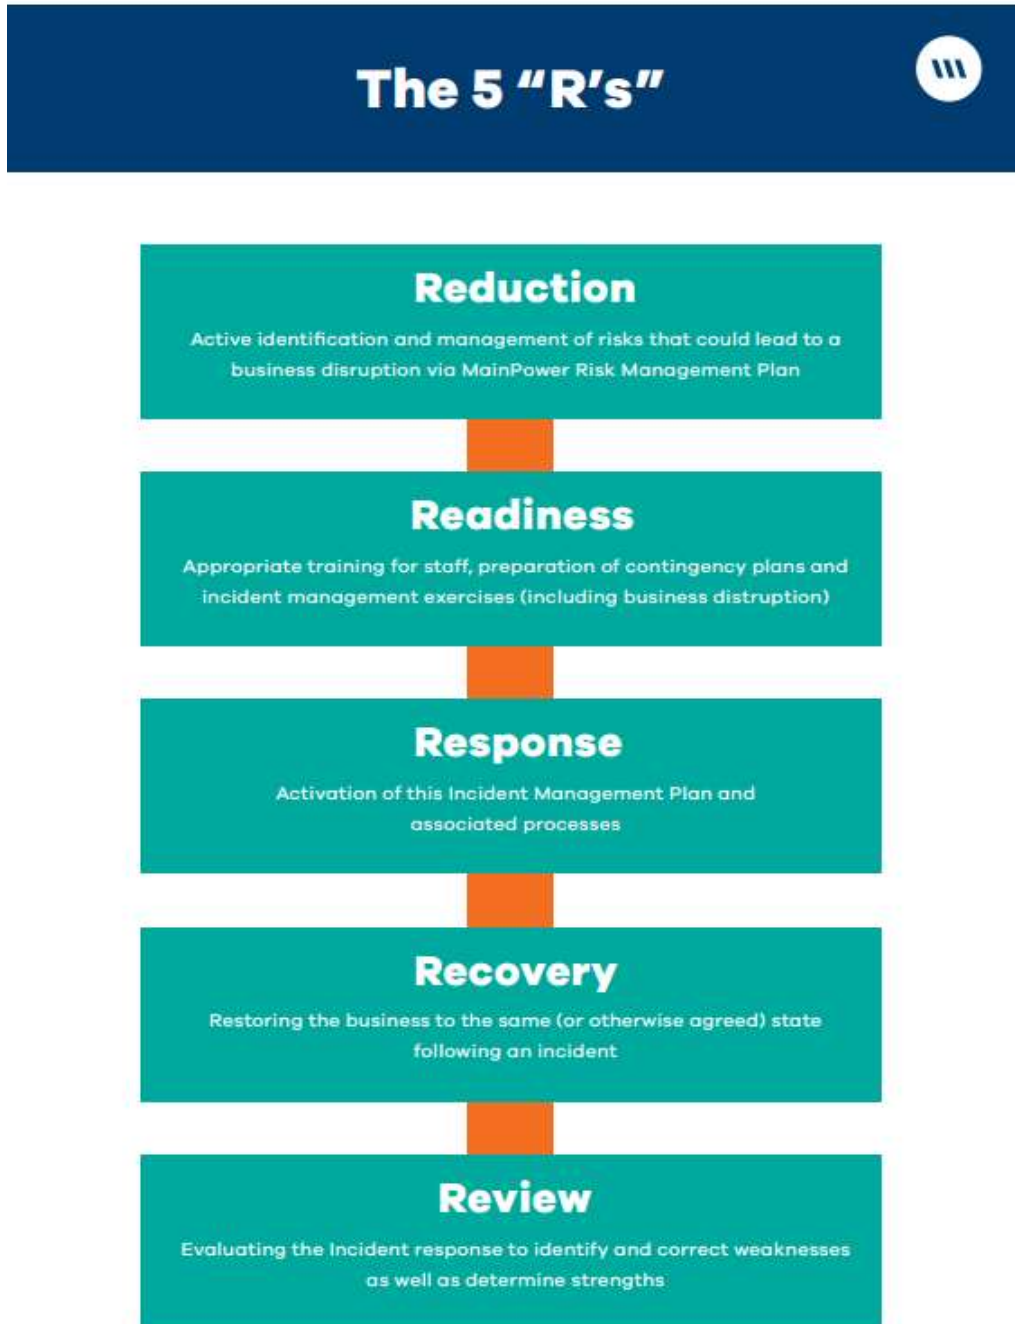 The 5 “R’s”
Reduction
Active identification and management of risks that could lead to a
business disruption via MainPower Risk Management Plan
Readiness
Appropriate training for staff, preparation of contingency plans and
incident management exercises (including business distruption)
Response
Activation of this Incident Management Plan and
associated processes
Recovery
Restoring the business to the same (or otherwise agreed) state
following an incident
Review
Evaluating the Incident response to identify and correct weaknesses
as well as determine strengths